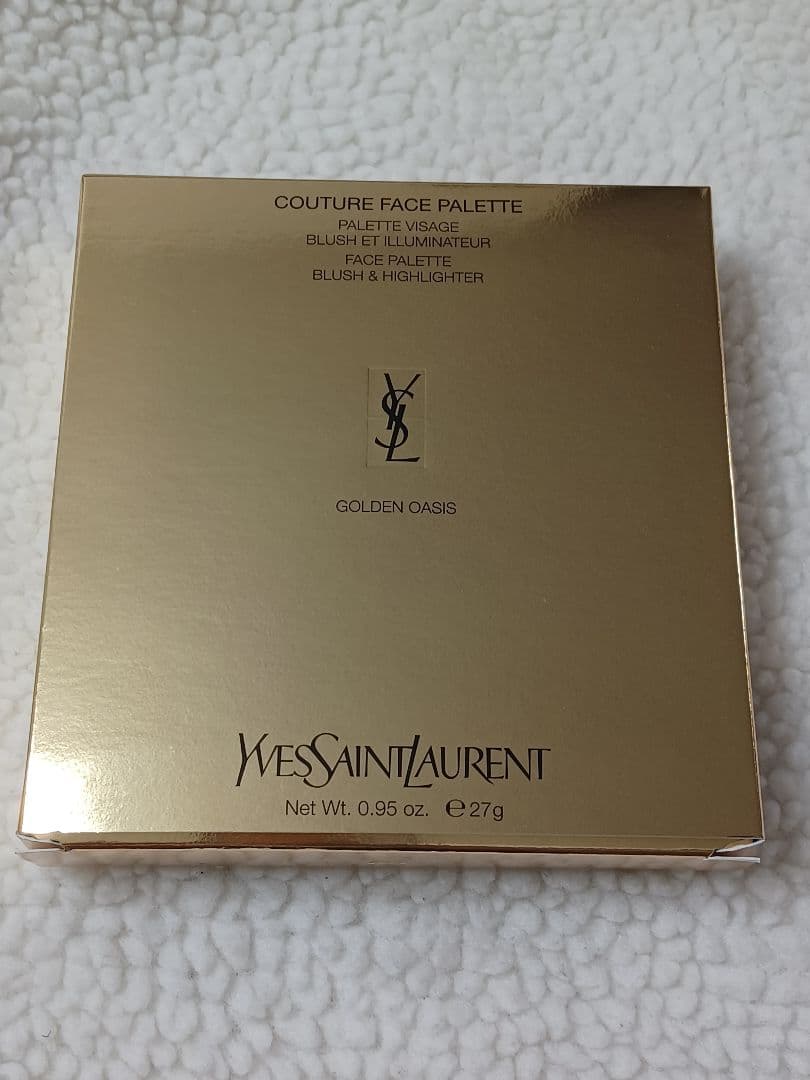 COUTURE FACE PALETTE
PALETTE VISAGE
BLUSH ET ILLUMINATEUR
FACE PALETTE
BLUSH & HIGHLIGHTER
YSL
GOLDEN OASIS
YVESSAINTLAURENT
Net Wt. 0.95 oz. ℮ 27g